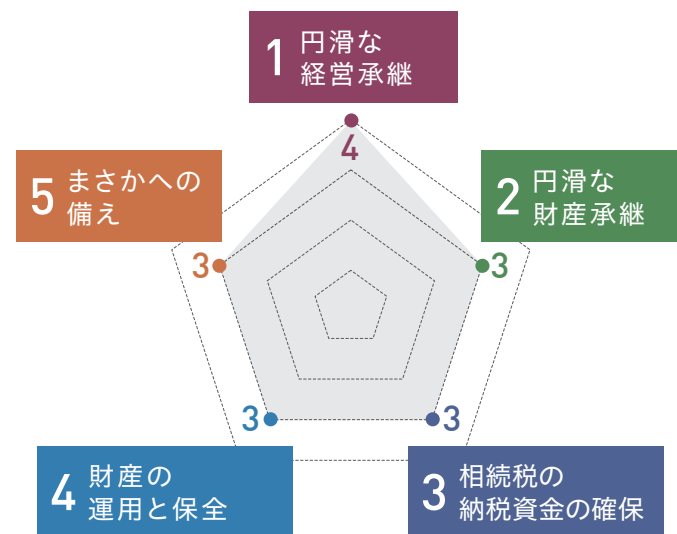 1 円滑な
経営承継
4
5 まさかへの
備え
2 円滑な
財産承継
3
3
3
3
4 財産の
運用と保全
3 相続税の
納税資金の確保